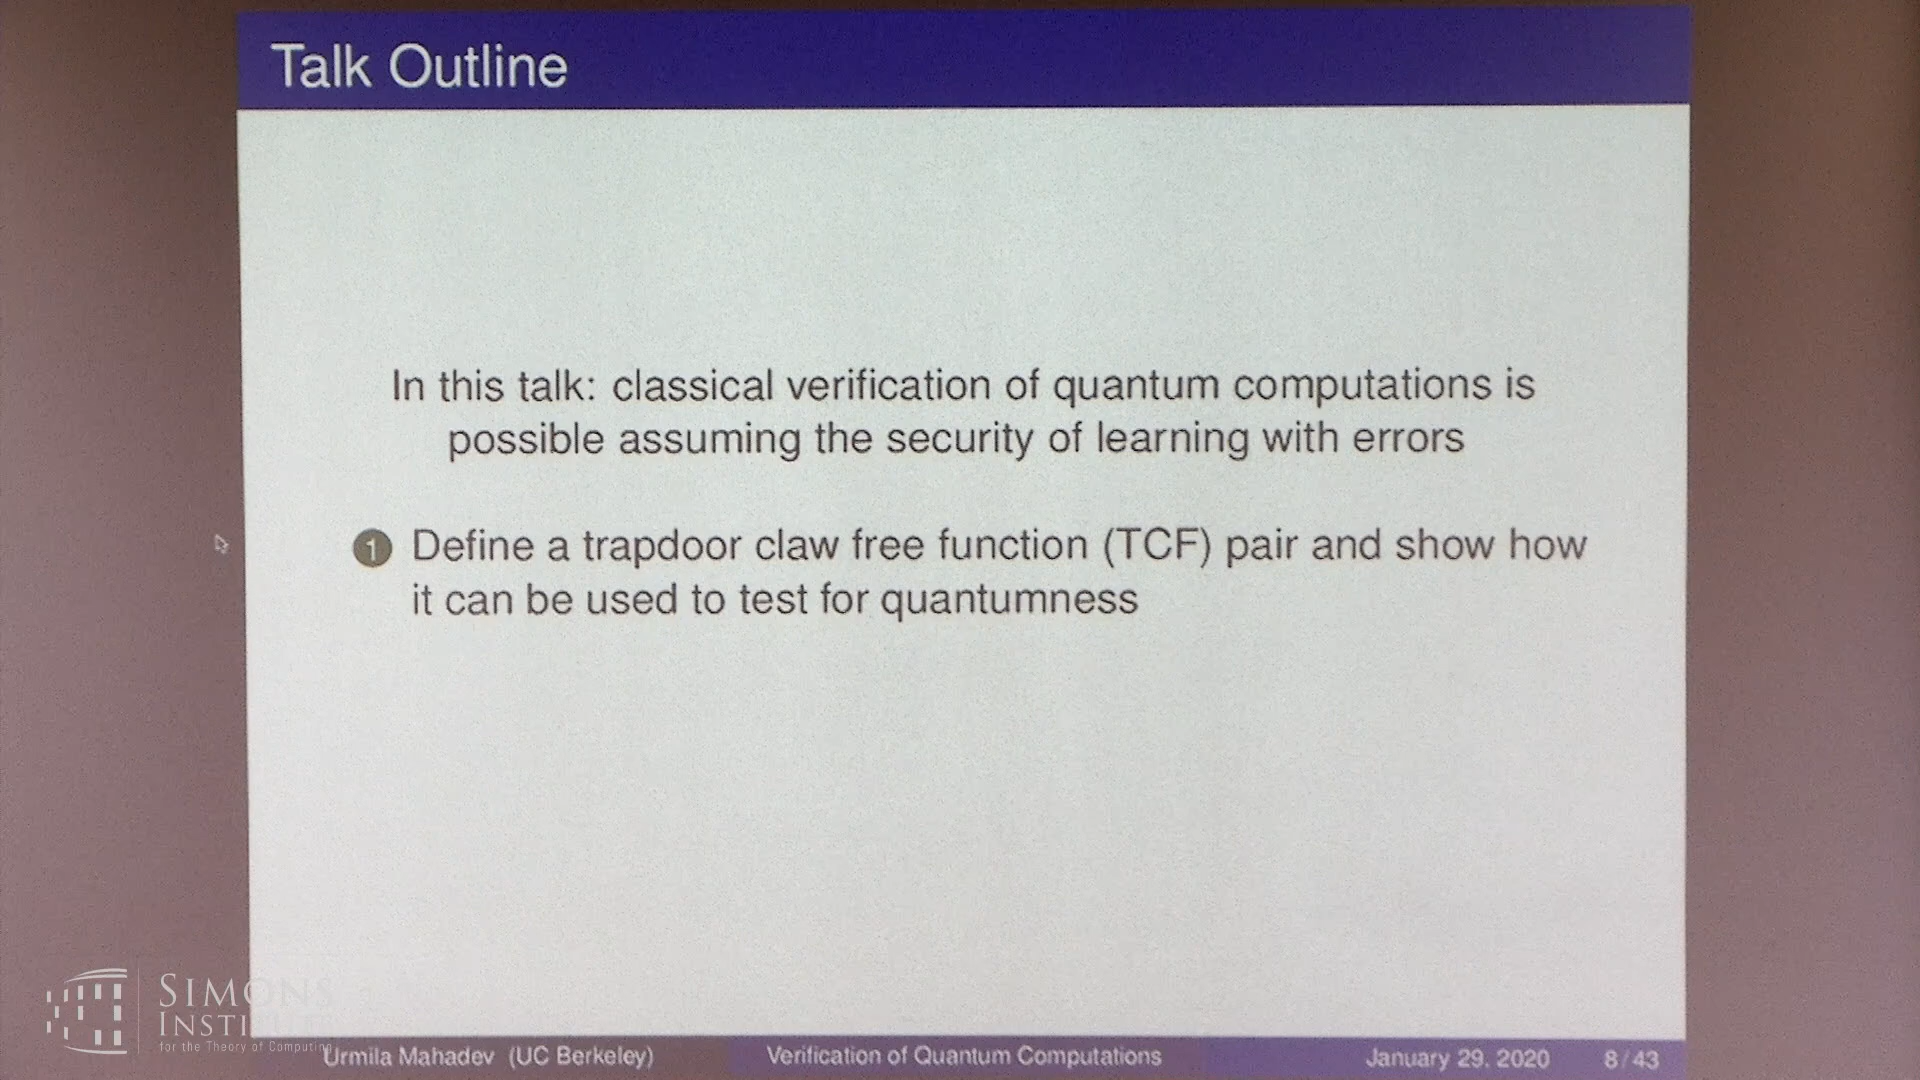 Talk Outline
In this talk: classical verification of quantum computations is
possible assuming the security of learning with errors
1 Define a trapdoor claw free function (TCF) pair and show how
it can be used to test for quantumness
SIMONS
INSTITUTE
for the Theory of Computing
Urmila Mahadev (UC Berkeley) Verification of Quantum Computations January 29, 2020 8/43